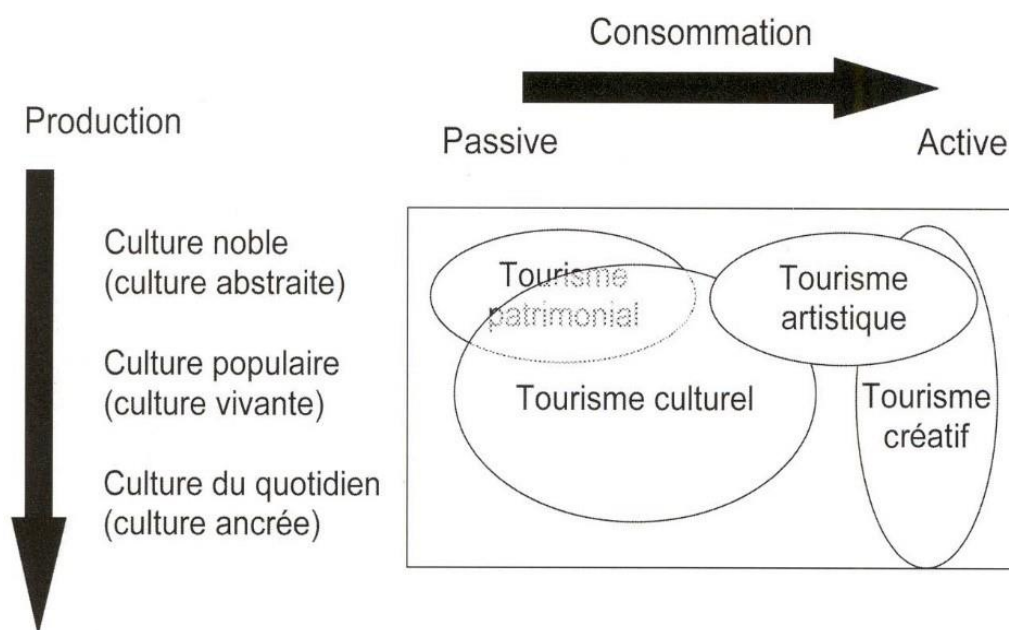 Consommation
Production
Passive
Active
Culture noble
(culture abstraite)
Culture populaire
(culture vivante)
Culture du quotidien
(culture ancrée)
Tourisme
patrimonial
Tourisme
artistique
Tourisme culturel
Tourisme
créatif